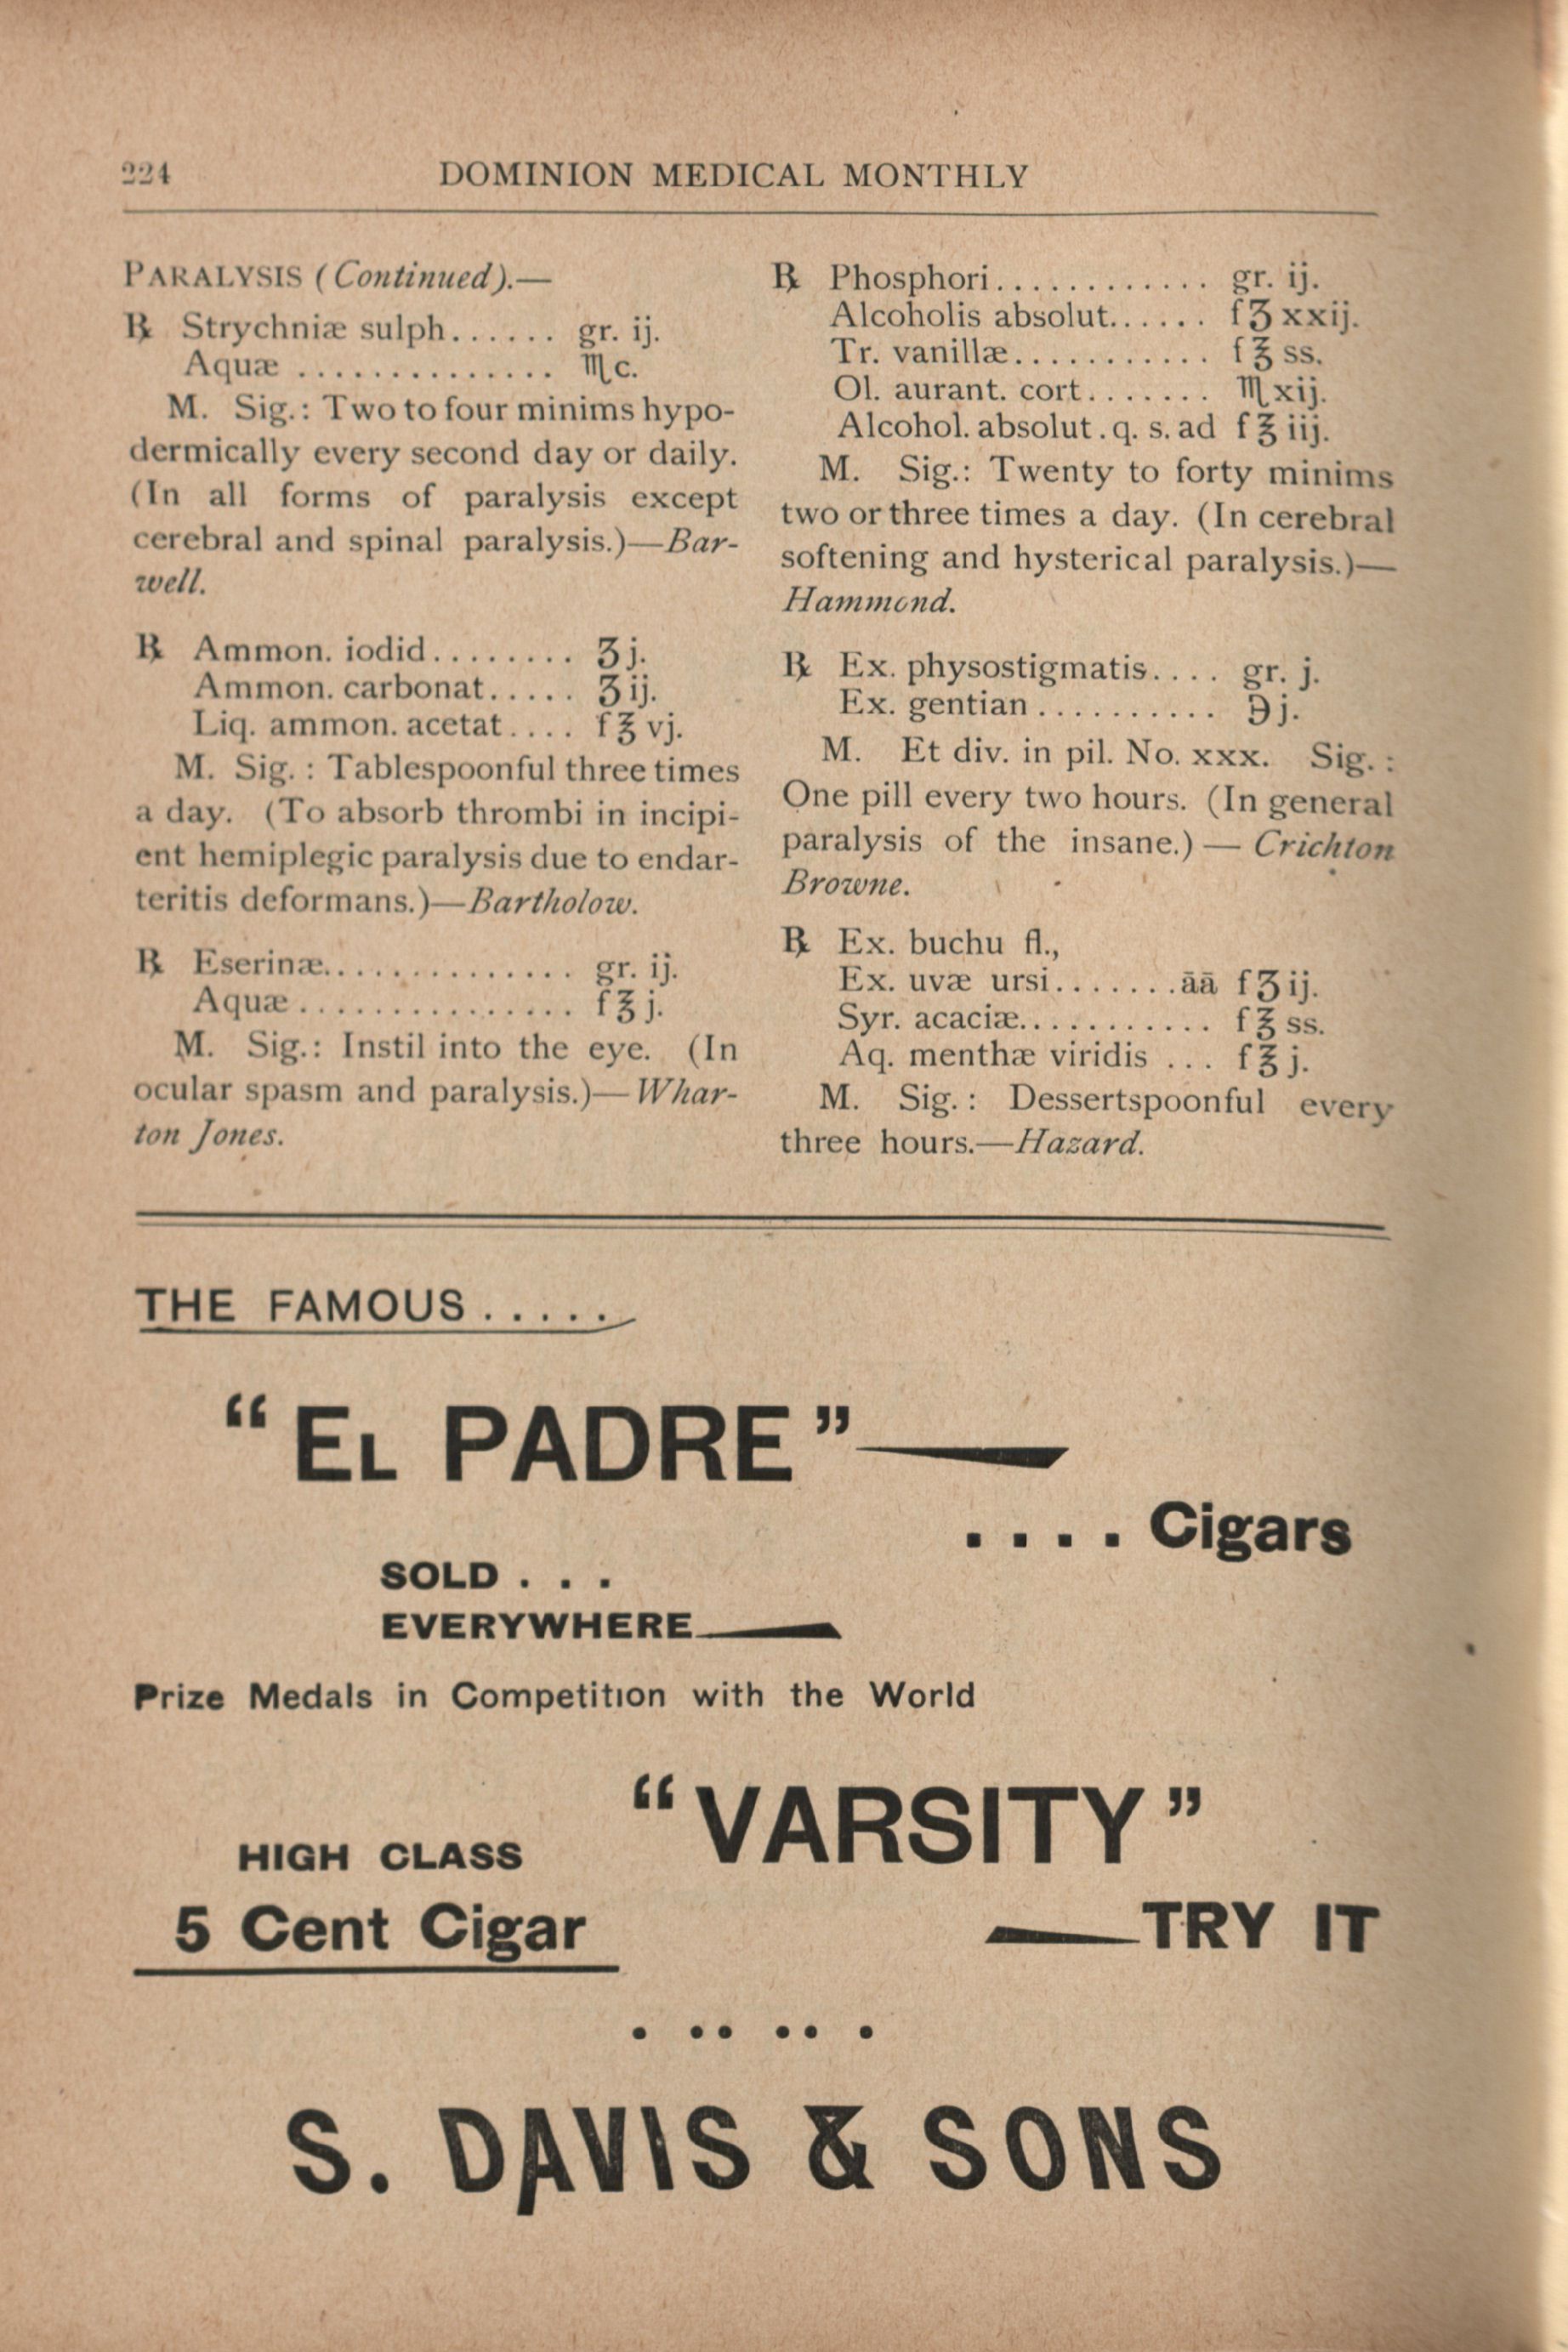 224
DOMINION MEDICAL MONTHLY
PARALYSIS (Continued).—
℞ Strychniæ sulph...... gr. ij.
Aquæ .............. ♏c.
M. Sig.: Two to four minims hypo-
dermically every second day or daily.
(In all forms of paralysis except
cerebral and spinal paralysis.)—Bar-
well.
℞ Ammon. iodid........ ʒj.
Ammon. carbonat..... ʒij.
Liq. ammon. acetat.... f℥vj.
M. Sig.: Tablespoonful three times
a day. (To absorb thrombi in incipi-
ent hemiplegic paralysis due to endar-
teritis deformans.)—Bartholow.
℞ Eserinæ.............. gr. ij.
Aquæ............... f℥j.
M. Sig.: Instil into the eye. (In
ocular spasm and paralysis.)—Whar-
ton Jones.
℞ Phosphori............ gr. ij.
Alcoholis absolut...... fʒxxij.
Tr. vanillæ........... f℥ss.
Ol. aurant. cort....... ♏xij.
Alcohol. absolut. q. s. ad f℥iij.
M. Sig.: Twenty to forty minims
two or three times a day. (In cerebral
softening and hysterical paralysis.)—
Hammond.
℞ Ex. physostigmatis.... gr. j.
Ex. gentian.......... ℈j.
M. Et div. in pil. No. xxx. Sig.:
One pill every two hours. (In general
paralysis of the insane.)—Crichton
Browne.
℞ Ex. buchu fl.,
Ex. uvæ ursi.......āā fʒij.
Syr. acaciæ........... f℥ss.
Aq. menthæ viridis ... f℥j.
M. Sig.: Dessertspoonful every
three hours.—Hazard.
THE FAMOUS.....
"EL PADRE"—
....Cigars
SOLD...
EVERYWHERE—
Prize Medals in Competition with the World
"VARSITY"
HIGH CLASS
5 Cent Cigar
—TRY IT
S. DAVIS & SONS